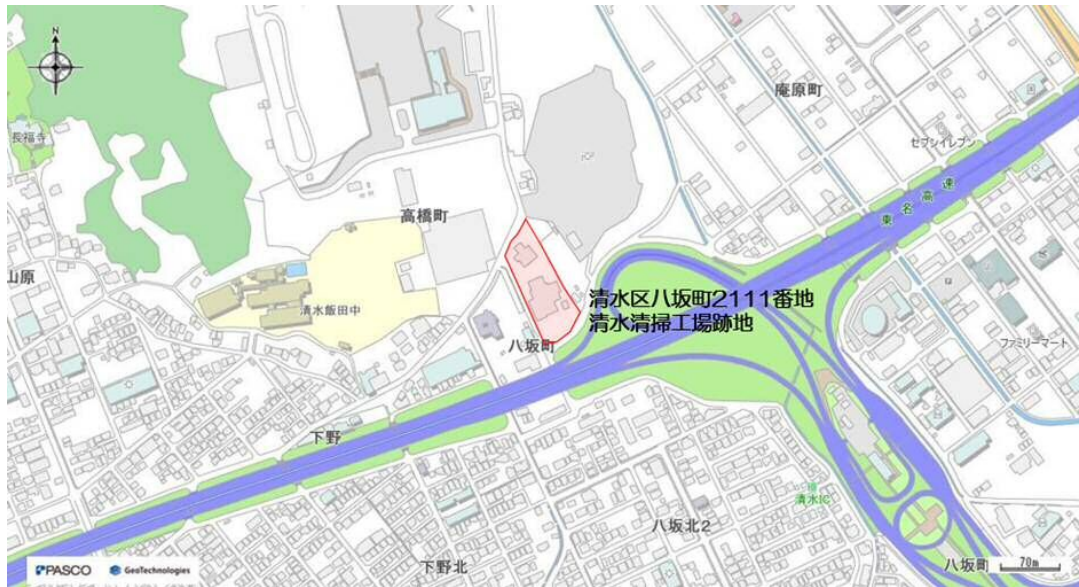 N
庵原町
長福寺
セブンイレブン
JCP
東名高速
高橋町
山原
清水区八坂町2111番地
清水清掃工場跡地
清水飯田中
八坂町
ファミリーマート
下野
清水IC
八坂北2
下野北
八坂町
70m
PASCO
GeoTechnologies